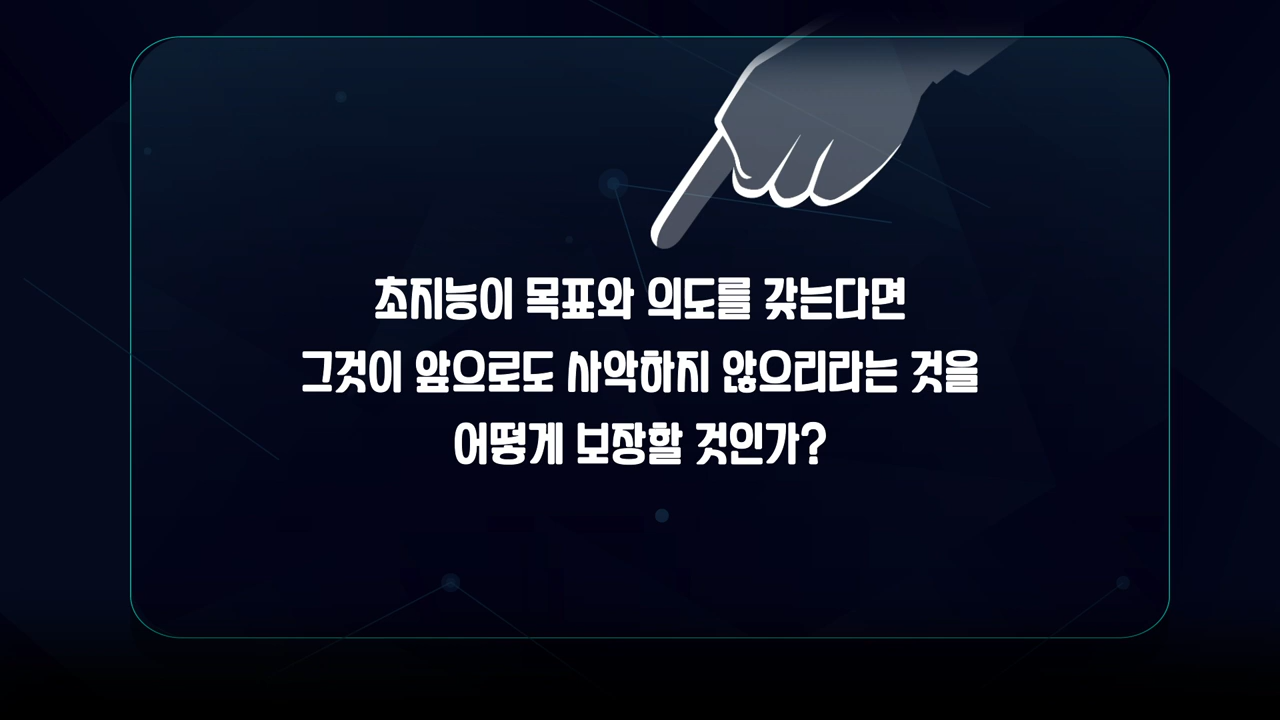 초지능이 목표와 의도를 갖는다면
그것이 앞으로도 사악하지 않으리라는 것을
어떻게 보장할 것인가?